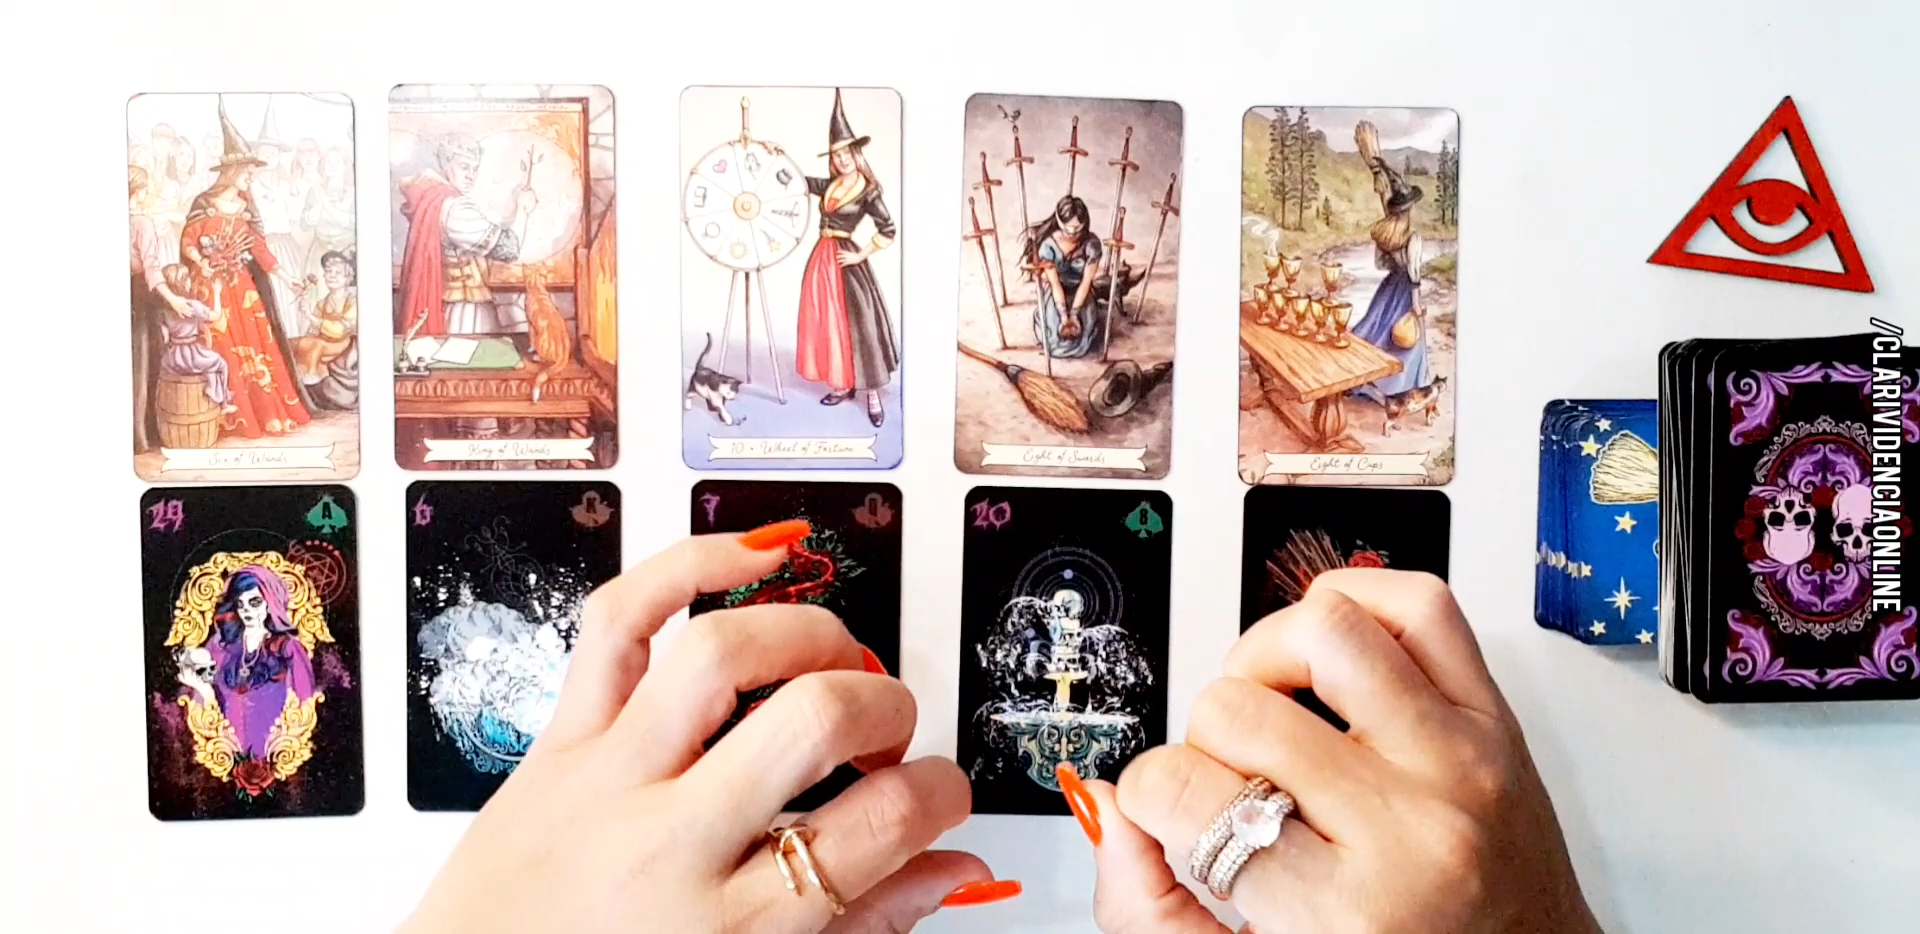 Six of Wands
King of Wands
10 • Wheel of Fortune
Eight of Swords
Eight of Cups
29
A
6
K
7
Q
20
8
//CLARIVIDENCIAONLINE